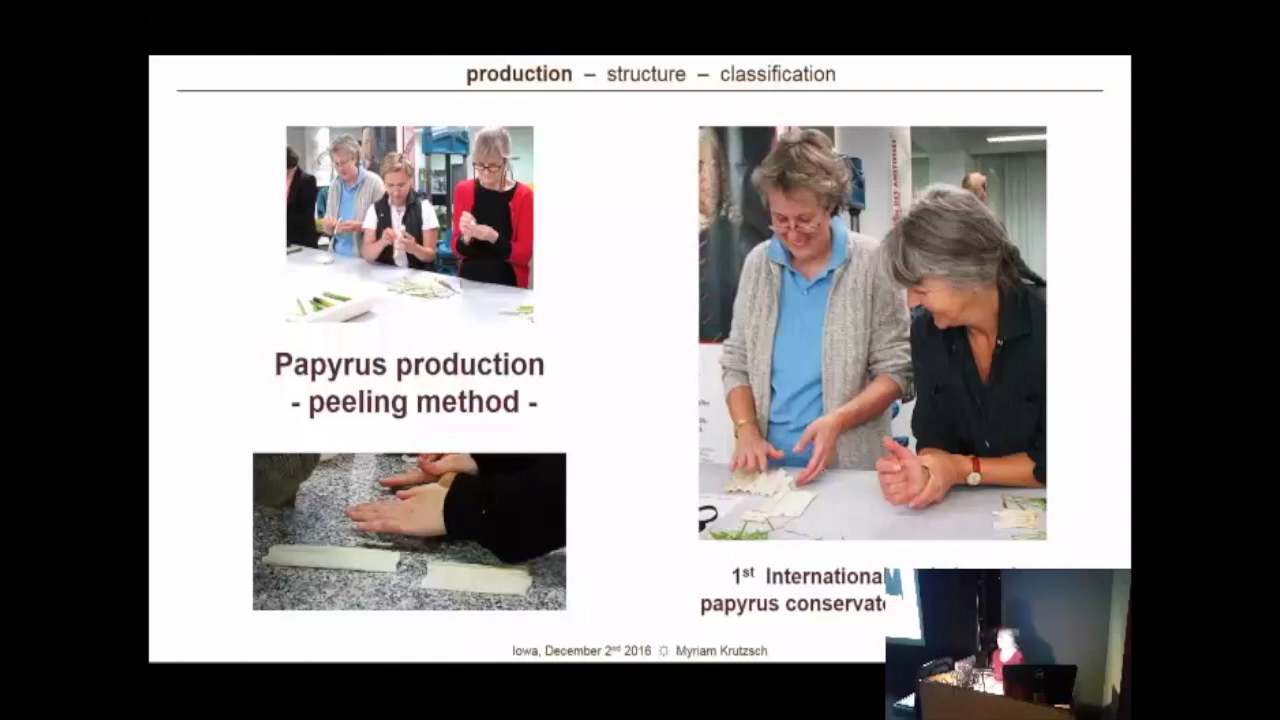 production – structure – classification
Papyrus production
- peeling method -
1st International
papyrus conservat
Iowa, December 2nd 2016 ☼ Myriam Krutzsch